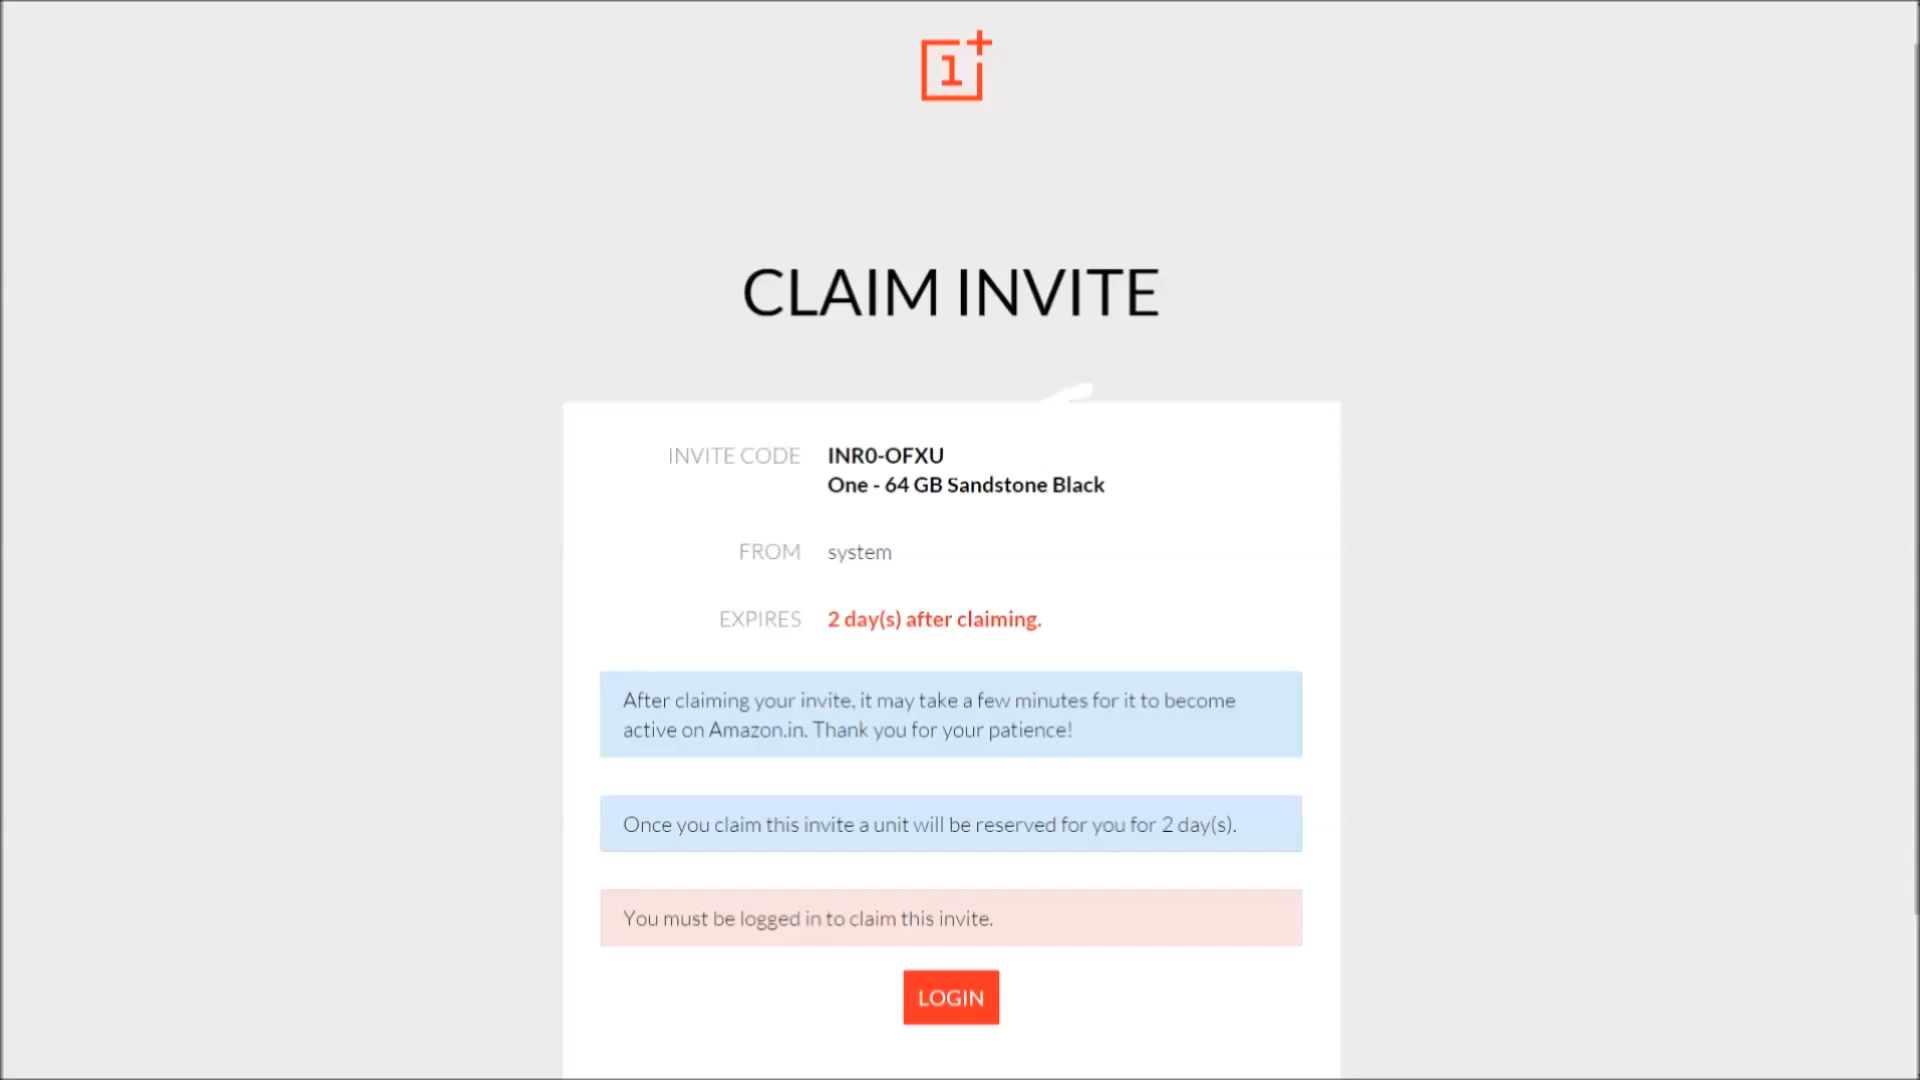 1+
CLAIM INVITE
INVITE CODE INR0-OFXU
One - 64 GB Sandstone Black
FROM system
EXPIRES 2 day(s) after claiming.
After claiming your invite, it may take a few minutes for it to become
active on Amazon.in. Thank you for your patience!
Once you claim this invite a unit will be reserved for you for 2 day(s).
You must be logged in to claim this invite.
LOGIN